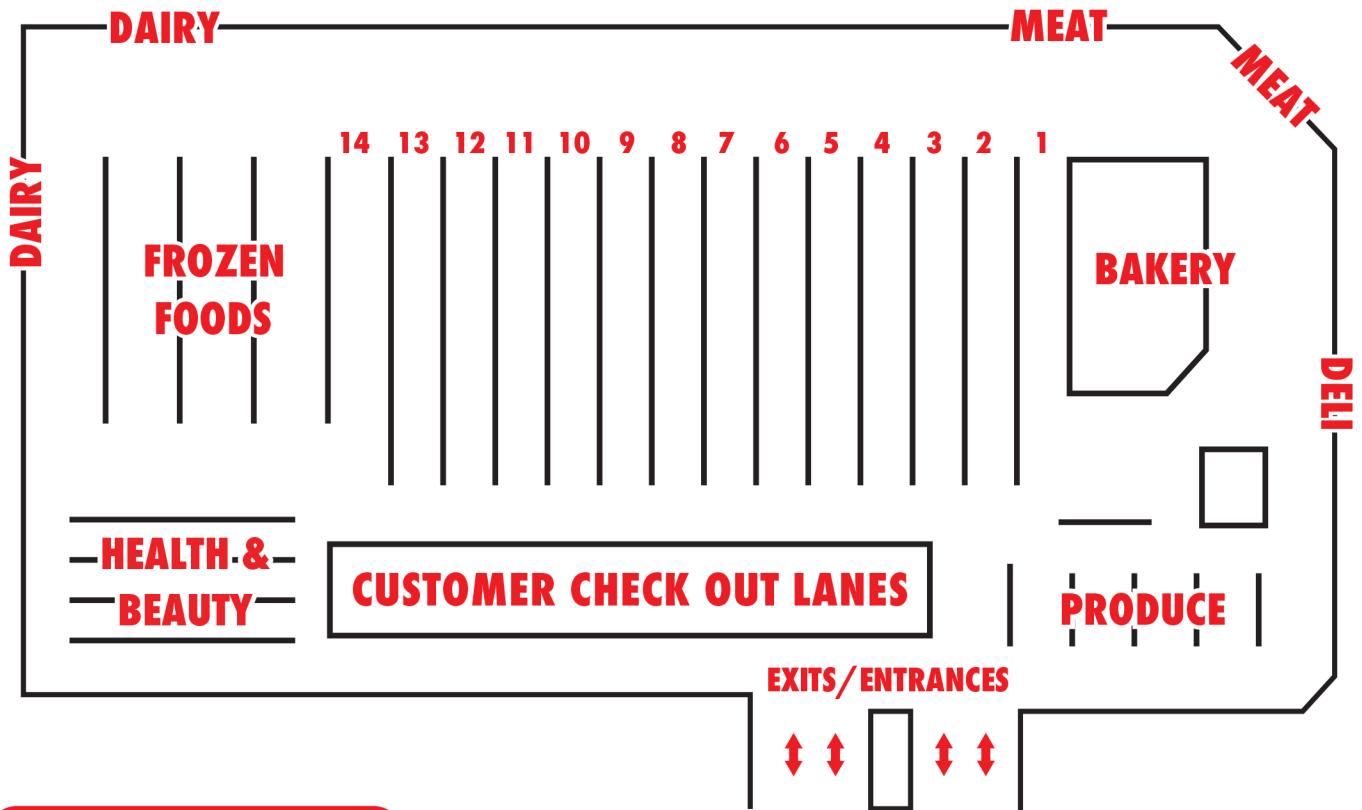 DAIRY
MEAT
MEAT
14 13 12 11 10 9 8 7 6 5 4 3 2 1
DAIRY
FROZEN
FOODS
BAKERY
DELI
HEALTH &
BEAUTY
CUSTOMER CHECK OUT LANES
PRODUCE
EXITS/ENTRANCES